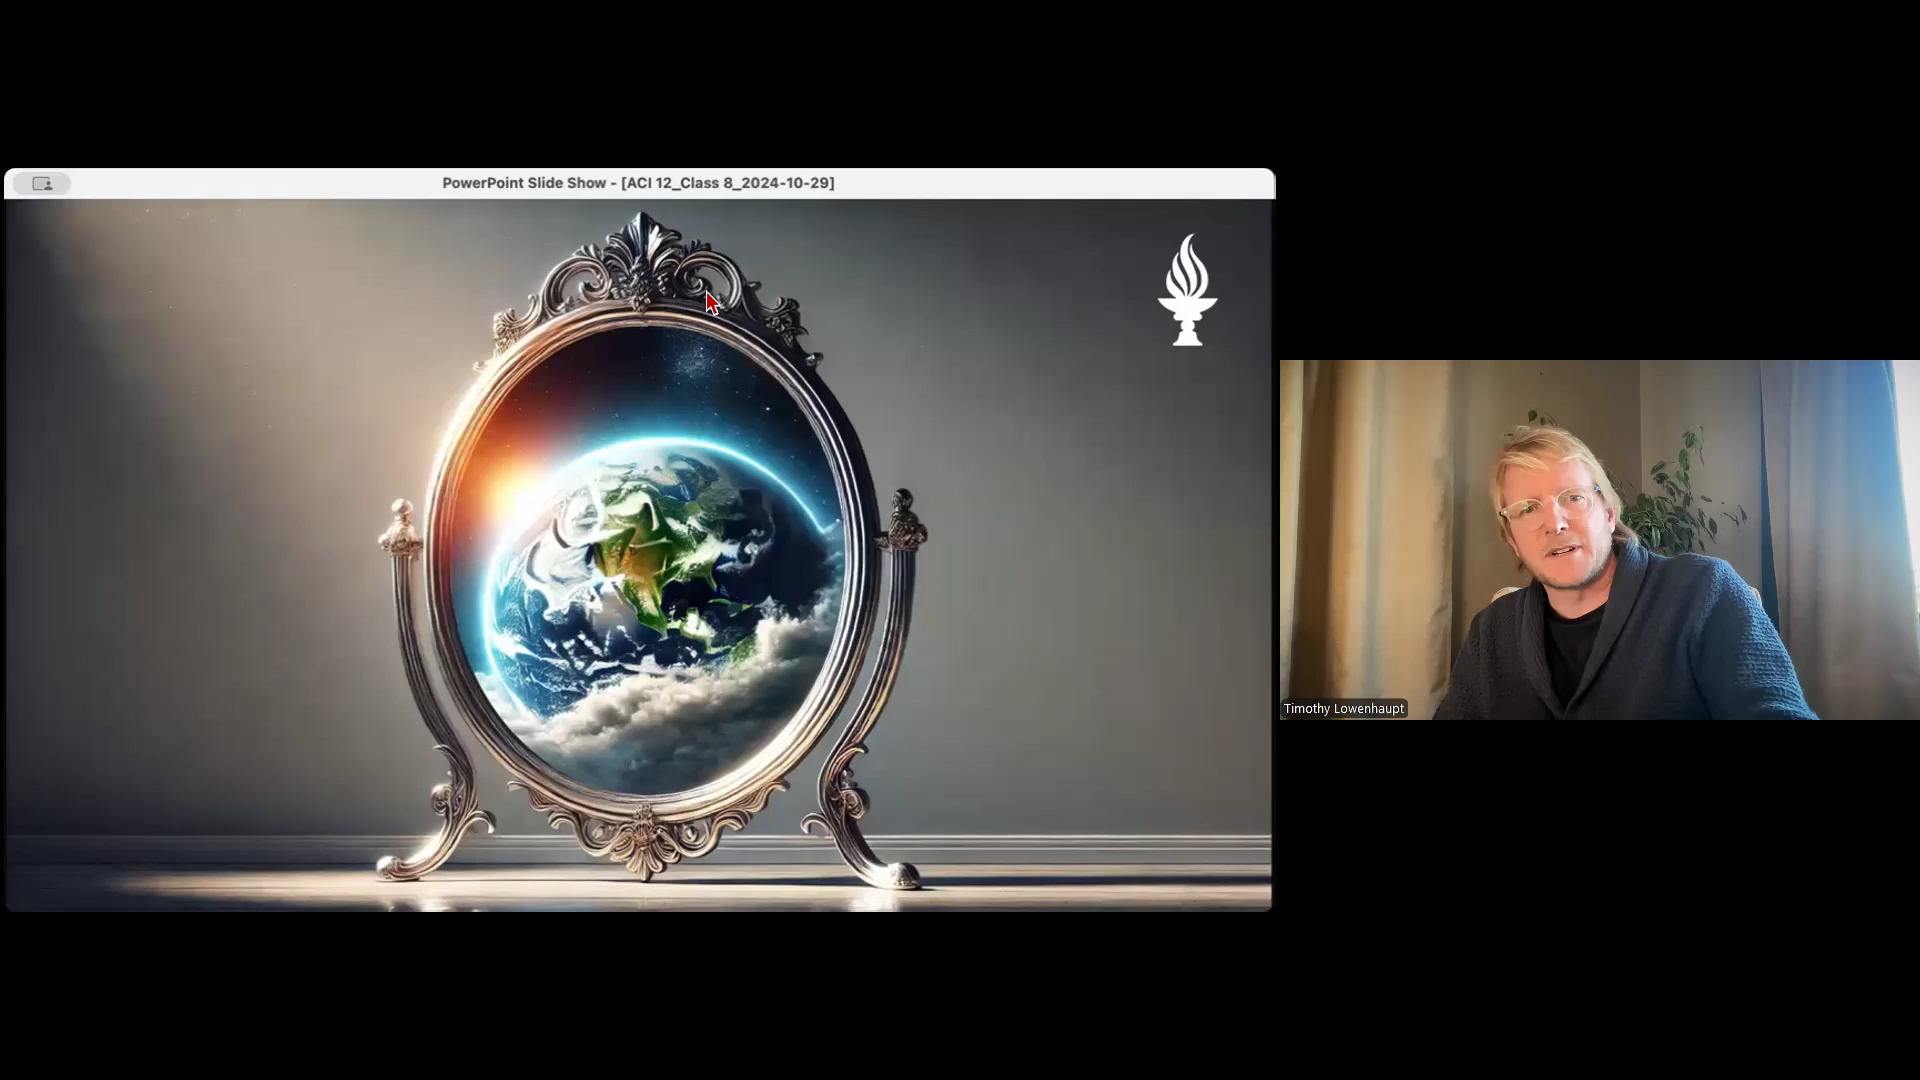 PowerPoint Slide Show - [ACI 12_Class 8_2024-10-29]
Timothy Lowenhaupt